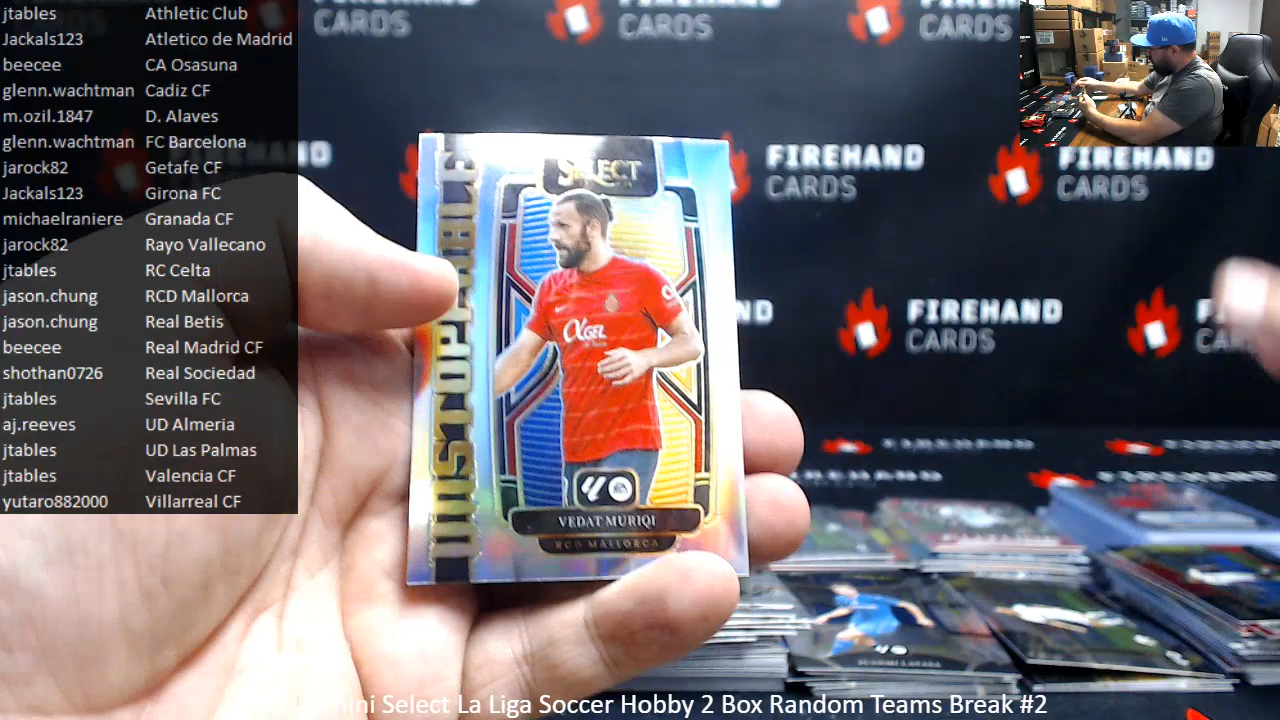 jtables Athletic Club
Jackals123 Atletico de Madrid
beecee CA Osasuna
glenn.wachtman Cadiz CF
m.ozil.1847 D. Alaves
glenn.wachtman FC Barcelona
jarock82 Getafe CF
Jackals123 Girona FC
michaelraniere Granada CF
jarock82 Rayo Vallecano
jtables RC Celta
jason.chung RCD Mallorca
jason.chung Real Betis
beecee Real Madrid CF
shothan0726 Real Sociedad
jtables Sevilla FC
aj.reeves UD Almeria
jtables UD Las Palmas
jtables Valencia CF
yutaro882000 Villarreal CF
CARDS
CARDS
CARDS
FIREHAND
CARDS
FIREHAND
CARDS
FIREHAND
CARDS
UNSTOPPABLE
SELECT
VEDAT MURIQI
RCD MALLORCA
Select La Liga Soccer Hobby 2 Box Random Teams Break #2